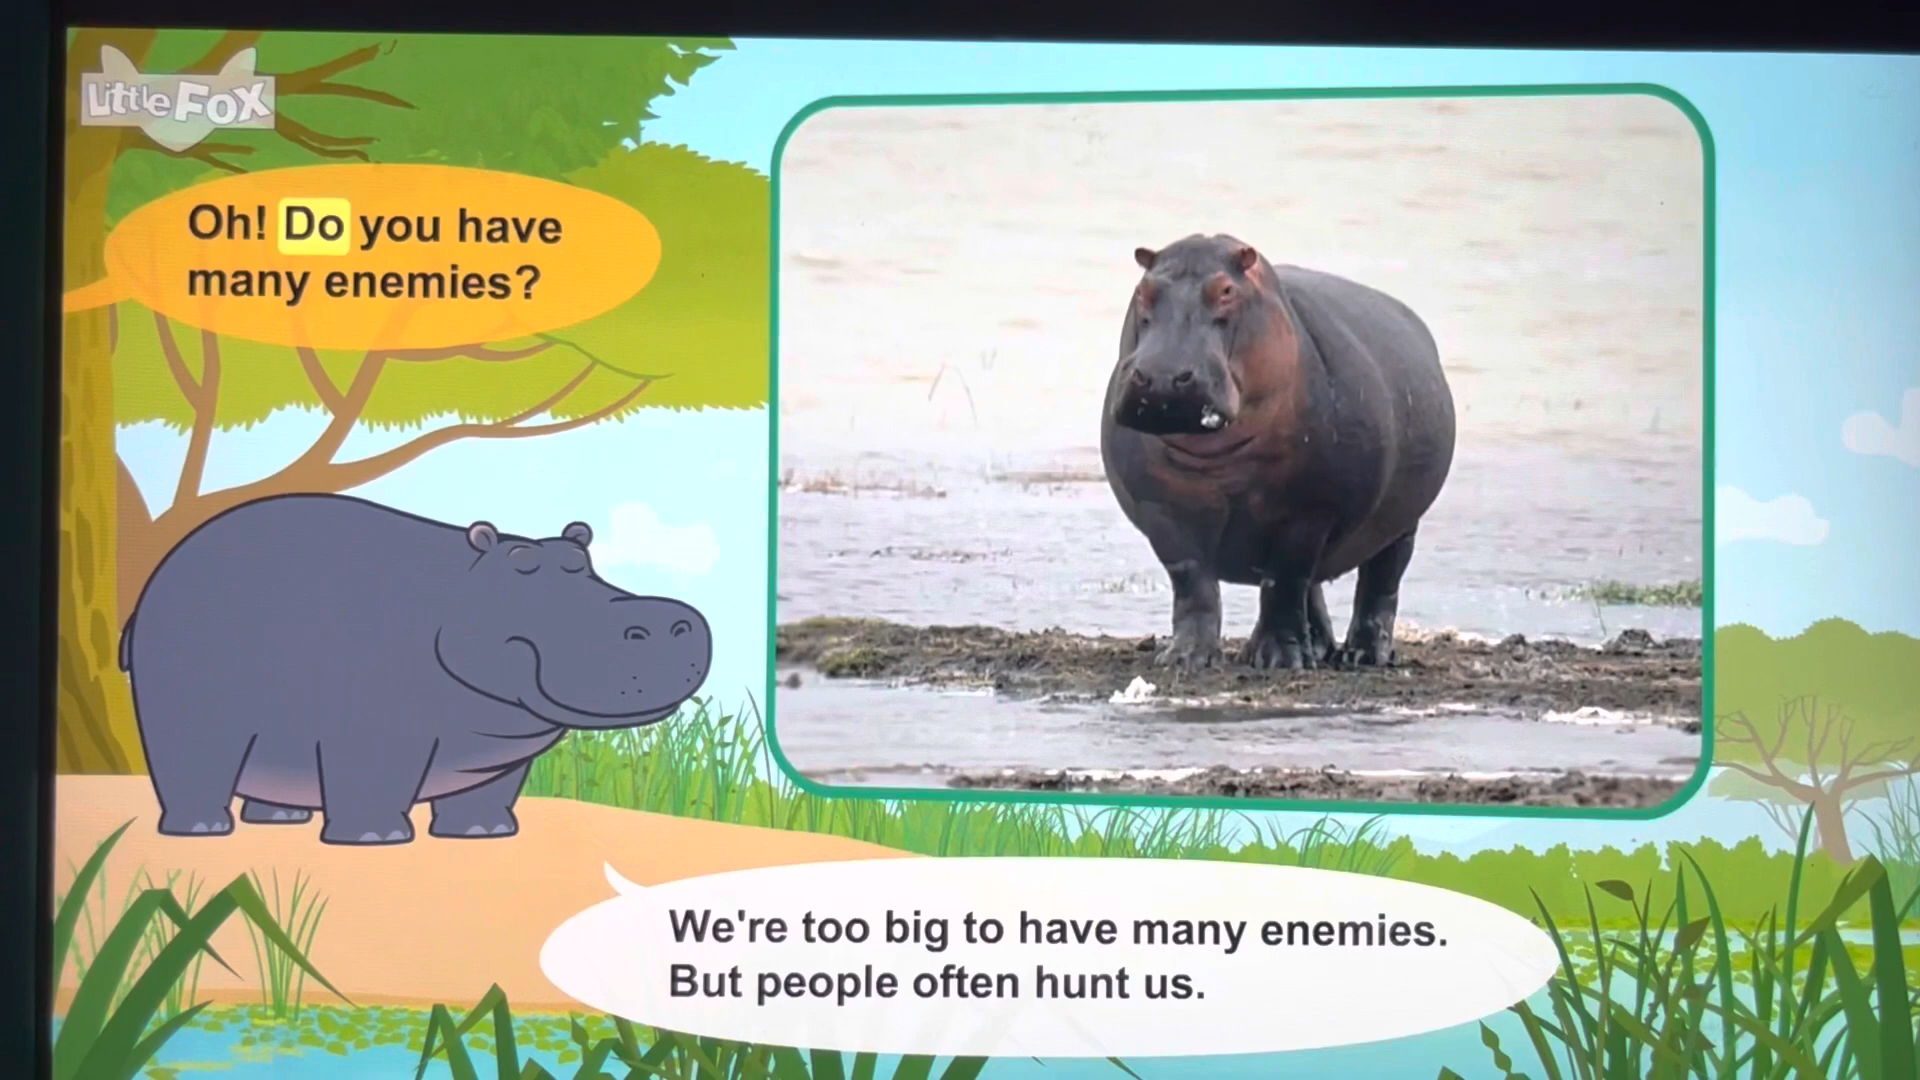 Little Fox
Oh! Do you have
many enemies?
We're too big to have many enemies.
But people often hunt us.